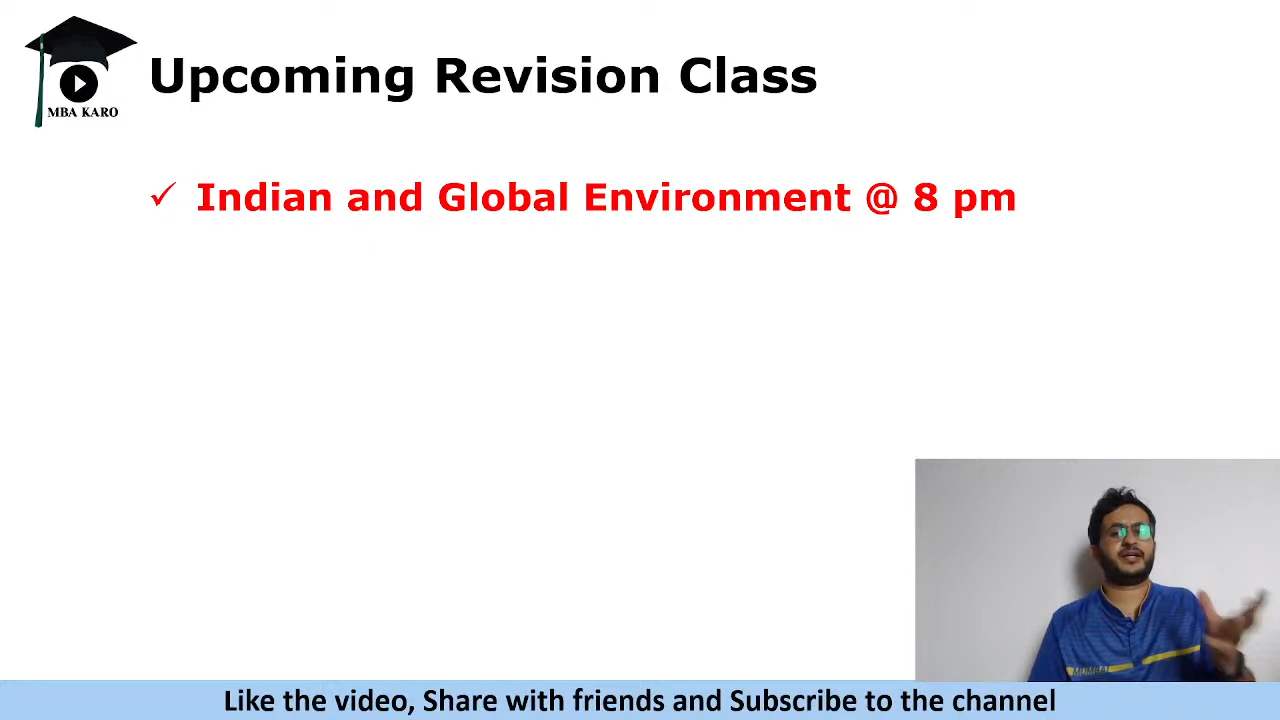 Upcoming Revision Class
MBA KARO
✓ Indian and Global Environment @ 8 pm
MUMBAI
Like the video, Share with friends and Subscribe to the channel